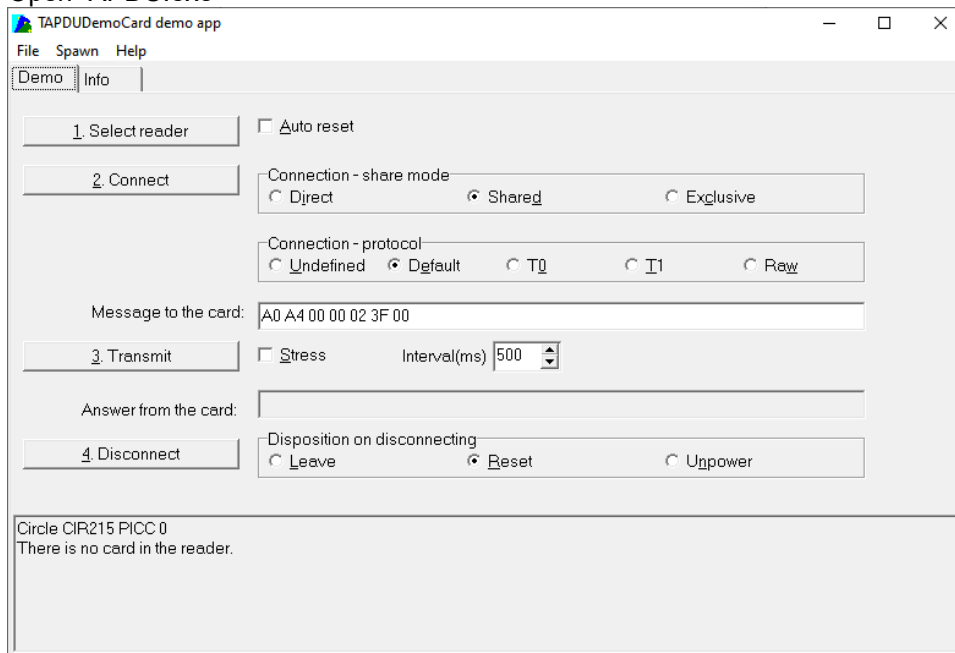 TAPDUDemoCard demo app
File Spawn Help
Demo Info
1. Select reader Auto reset
2. Connect Connection - share mode
Direct Shared Exclusive
Connection - protocol
Undefined Default T0 T1 Raw
Message to the card: A0 A4 00 00 02 3F 00
3. Transmit Stress Interval(ms) 500
Answer from the card:
4. Disconnect Disposition on disconnecting
Leave Reset Unpower
Circle CIR215 PICC 0
There is no card in the reader.